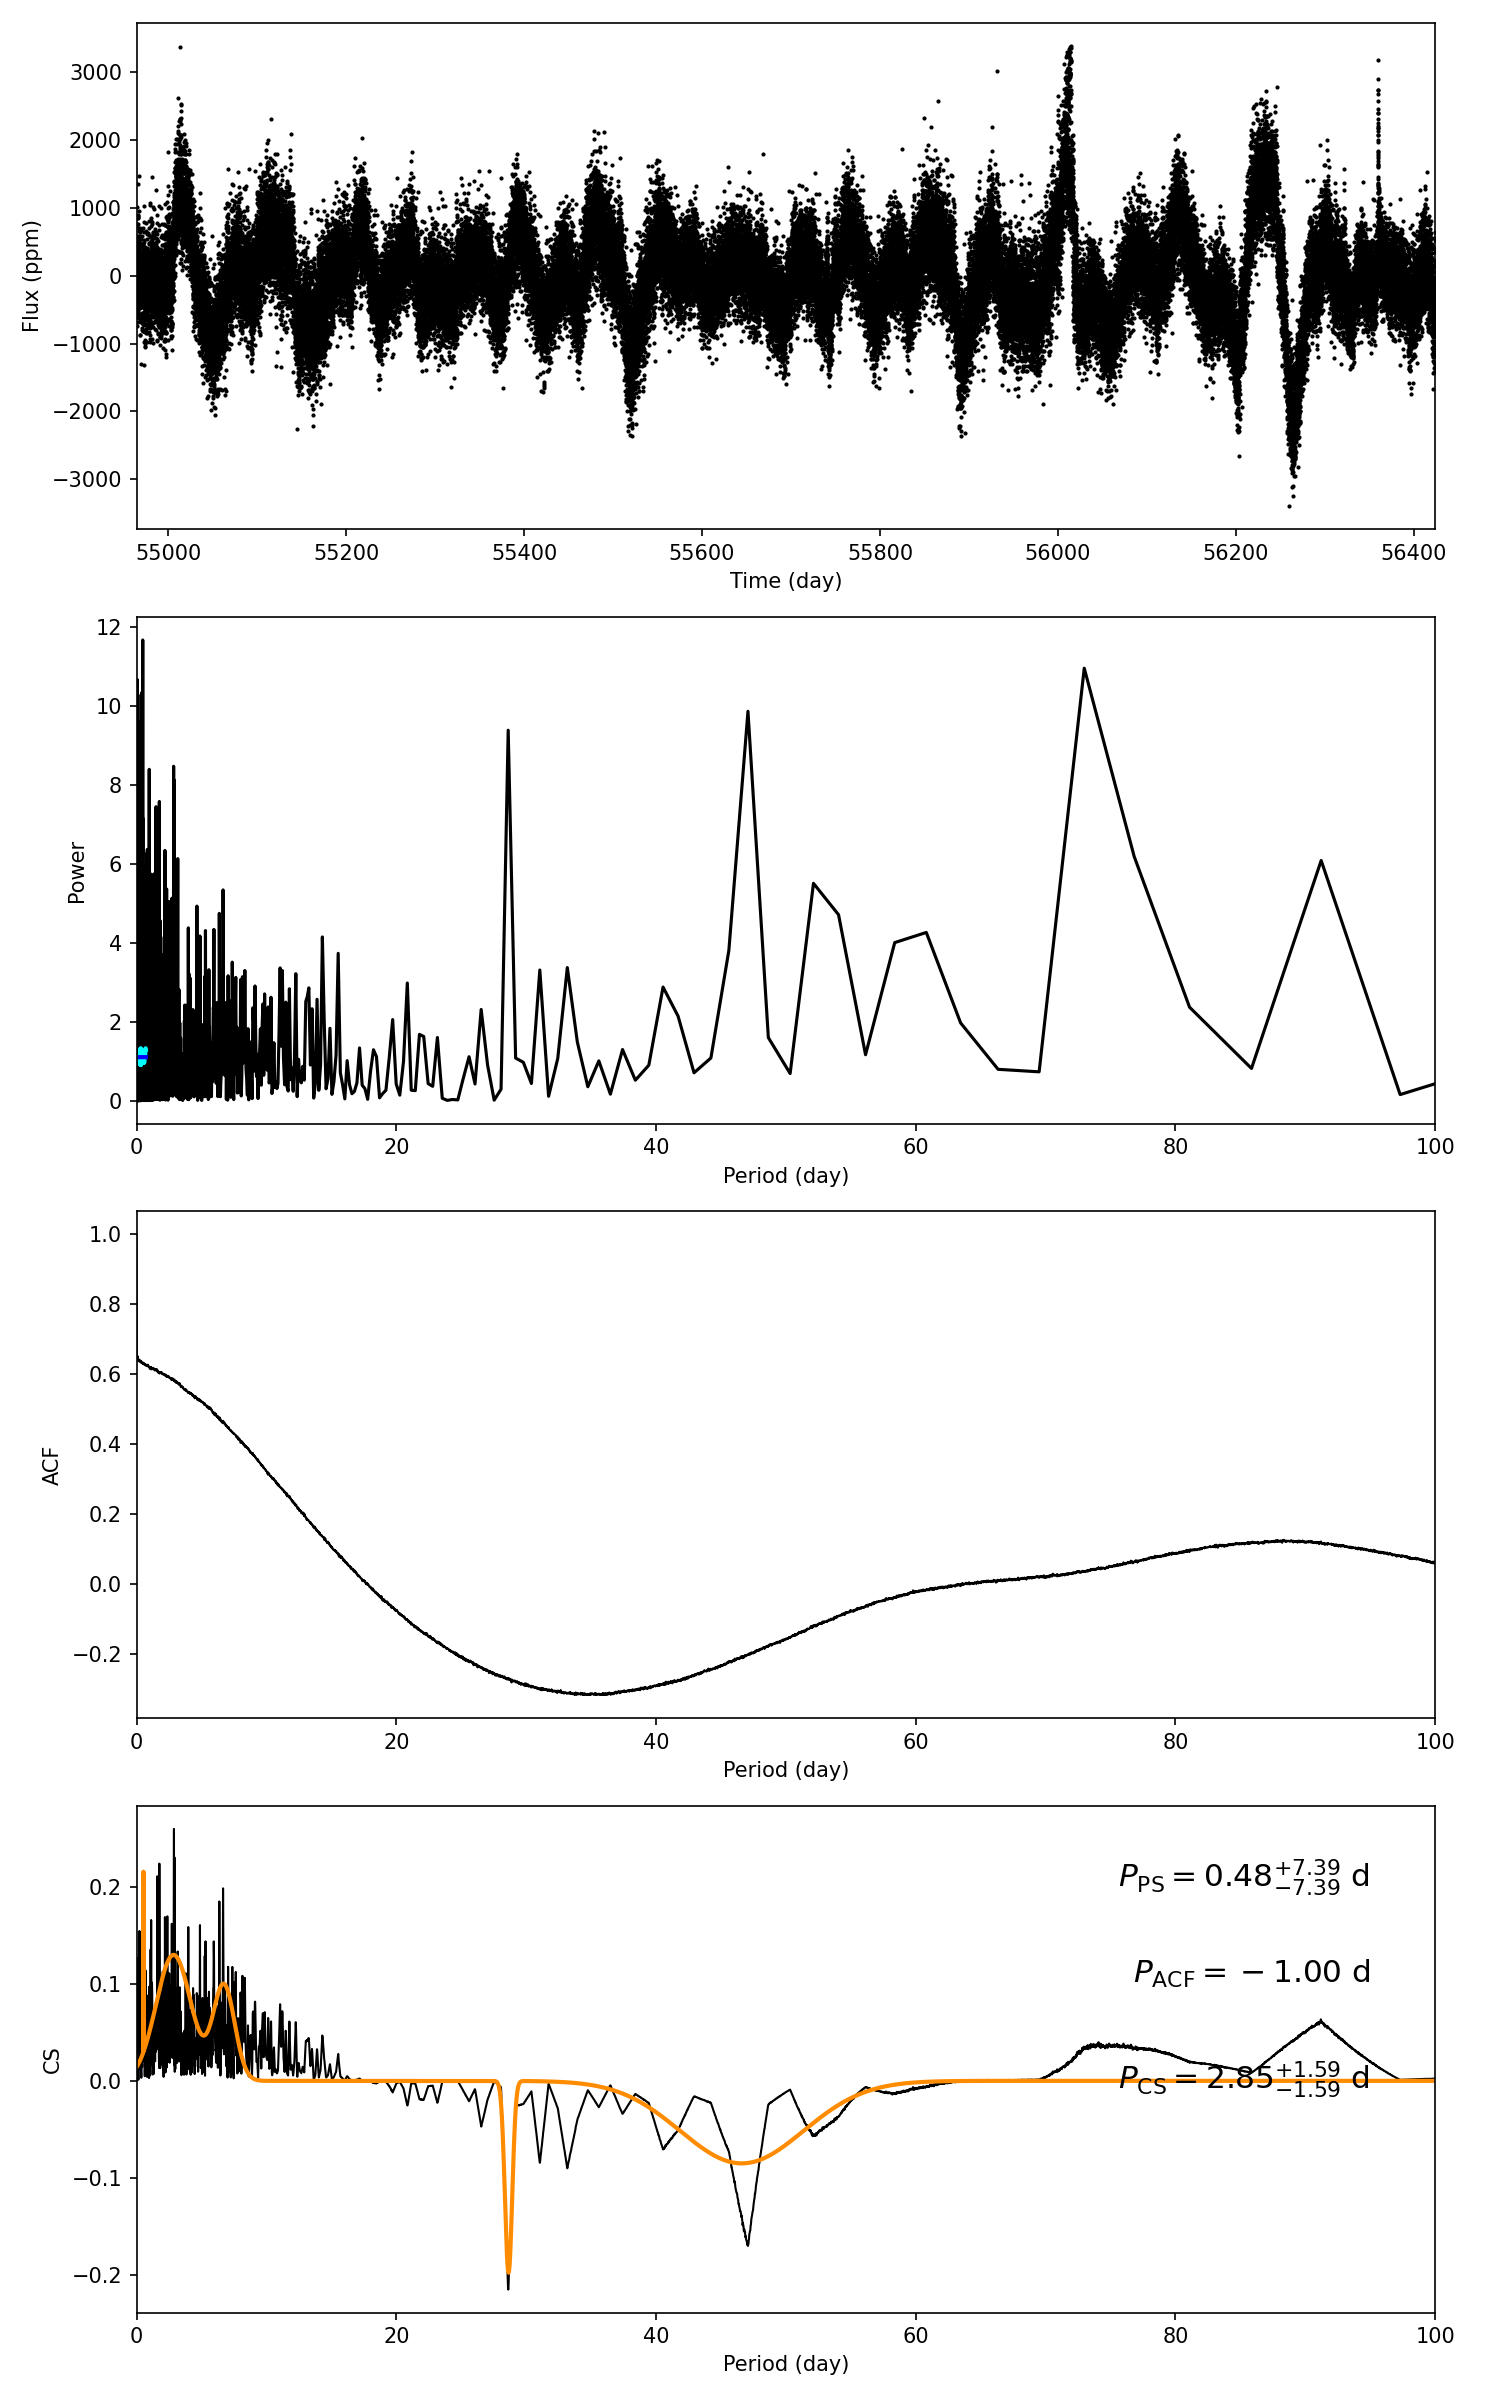 3000
2000
1000
0
−1000
−2000
−3000
Flux (ppm)
55000 55200 55400 55600 55800 56000 56200 56400
Time (day)
12
10
8
6
4
2
0
Power
0 20 40 60 80 100
Period (day)
1.0
0.8
0.6
0.4
0.2
0.0
−0.2
ACF
0 20 40 60 80 100
Period (day)
0.2
0.1
0.0
−0.1
−0.2
CS
P_PS = 0.48 +7.39 −7.39 d
P_ACF = −1.00 d
P_CS = 2.85 +1.59 −1.59 d
0 20 40 60 80 100
Period (day)